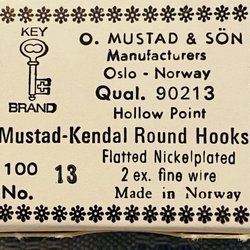 KEY
BRAND
O. MUSTAD & SÖN
Manufacturers
Oslo - Norway
Qual. 90213
Hollow Point
Mustad-Kendal Round Hooks
100 No. 13
Flatted Nickelplated
2 ex. fine wire
Made in Norway